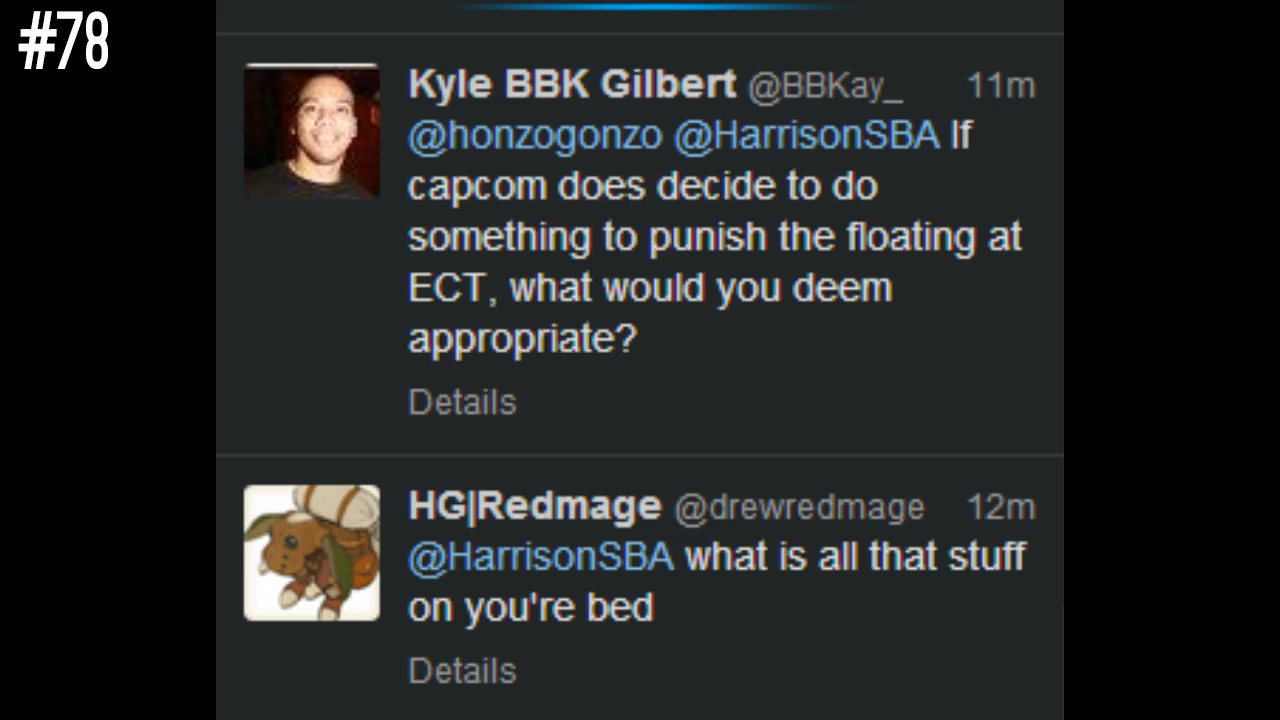 #78
Kyle BBK Gilbert @BBKay_ 11m
@honzogonzo @HarrisonSBA If
capcom does decide to do
something to punish the floating at
ECT, what would you deem
appropriate?
Details
HG|Redmage @drewredmage 12m
@HarrisonSBA what is all that stuff
on you're bed
Details